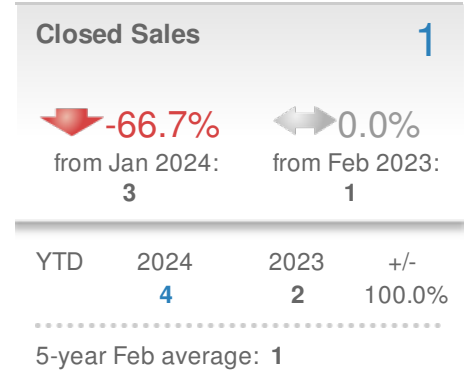 Closed Sales 1
-66.7% 0.0%
from Jan 2024: from Feb 2023:
3 1
YTD 2024 2023 +/-
4 2 100.0%
5-year Feb average: 1